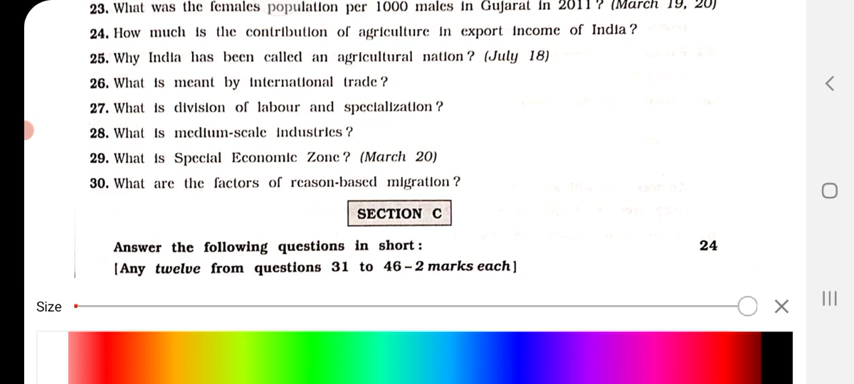 23. What was the females population per 1000 males in Gujarat in 2011? (March 19, 20)
24. How much is the contribution of agriculture in export income of India?
25. Why India has been called an agricultural nation? (July 18)
26. What is meant by international trade?
27. What is division of labour and specialization?
28. What is medium-scale industries?
29. What is Special Economic Zone? (March 20)
30. What are the factors of reason-based migration?
SECTION C
Answer the following questions in short: 24
[Any twelve from questions 31 to 46 – 2 marks each]
Size